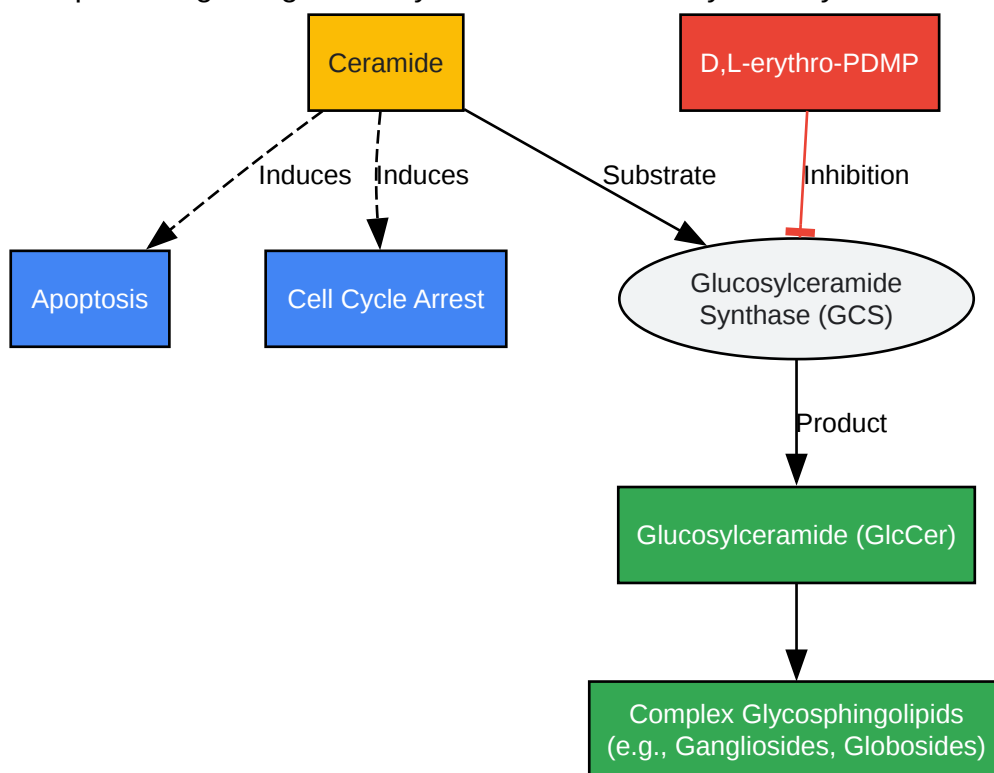 Ceramide
D,L-erythro-PDMP
Induces
Induces
Substrate
Inhibition
Apoptosis
Cell Cycle Arrest
Glucosylceramide
Synthase (GCS)
Product
Glucosylceramide (GlcCer)
Complex Glycosphingolipids
(e.g., Gangliosides, Globosides)